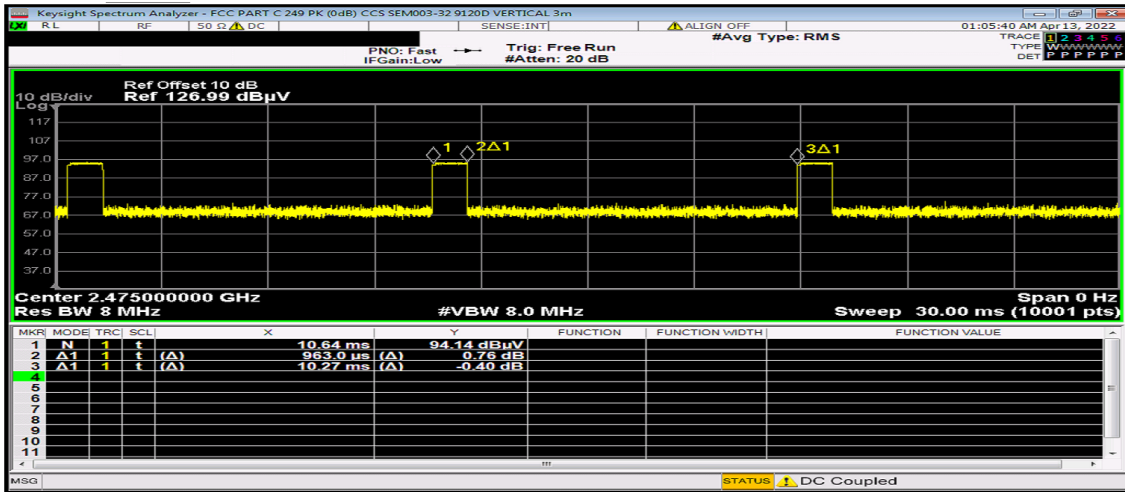 Keysight Spectrum Analyzer - FCC PART C 249 PK (0dB) CCS SEM003-32 9120D VERTICAL 3m
LXI RL RF 50 Ω DC SENSE:INT ALIGN OFF 01:05:40 AM Apr 13, 2022
#Avg Type: RMS TRACE 1 2 3 4 5 6
PNO: Fast Trig: Free Run TYPE WWWWWW
IFGain:Low #Atten: 20 dB DET P P P P P P
Ref Offset 10 dB
10 dB/div Ref 126.99 dBµV
Log
117
107
97.0
87.0
77.0
67.0
57.0
47.0
37.0
1 2Δ1 3Δ1
Center 2.475000000 GHz Span 0 Hz
Res BW 8 MHz #VBW 8.0 MHz Sweep 30.00 ms (10001 pts)
MKR MODE TRC SCL X Y FUNCTION FUNCTION WIDTH FUNCTION VALUE
1 N 1 t 10.64 ms 94.14 dBµV
2 Δ1 1 t (Δ) 963.0 µs (Δ) 0.76 dB
3 Δ1 1 t (Δ) 10.27 ms (Δ) -0.40 dB
4
5
6
7
8
9
10
11
MSG STATUS DC Coupled